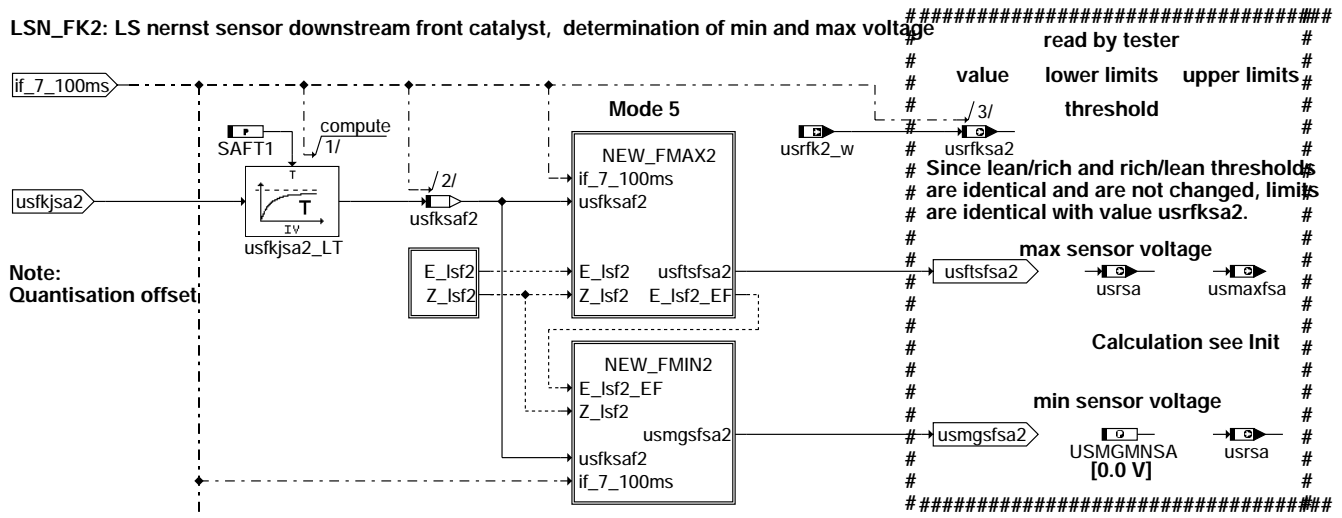 ##################################
LSN_FK2: LS nernst sensor downstream front catalyst, determination of min and max voltage
read by tester
value lower limits upper limits
threshold
if_7_100ms
Mode 5
compute
1/
SAFT1
T
T
IV
usfkjsa2
usfkjsa2_LT
/2/
usfksaf2
NEW_FMAX2
if_7_100ms
usfksaf2
E_lsf2
Z_lsf2
E_lsf2 usftsfsa2
Z_lsf2 E_lsf2_EF
usrfk2_w
/3/
usrfksa2
Since lean/rich and rich/lean thresholds
are identical and are not changed, limits
are identical with value usrfksa2.
Note:
Quantisation offset
max sensor voltage
usftsfsa2
usrsa
usmaxfsa
Calculation see Init
NEW_FMIN2
E_lsf2_EF
Z_lsf2
usmgsfsa2
usfksaf2
if_7_100ms
min sensor voltage
usmgsfsa2
USMGMNSA
[0.0 V]
usrsa
##################################